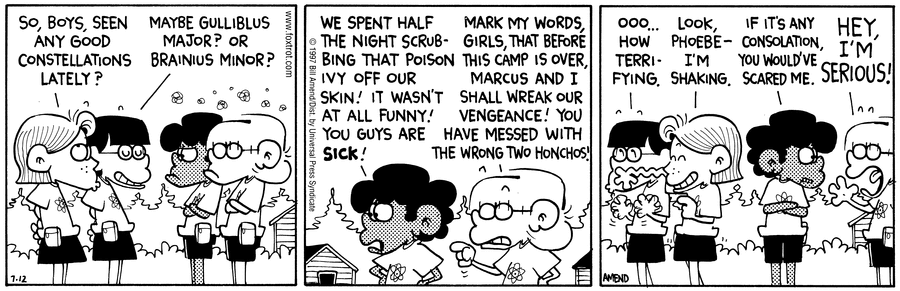 SO, BOYS, SEEN
ANY GOOD
CONSTELLATIONS
LATELY?
MAYBE GULLIBLUS
MAJOR? OR
BRAINIUS MINOR?
www.foxtrot.com
7-12
© 1997 Bill Amend/Dist. by Universal Press Syndicate
WE SPENT HALF
THE NIGHT SCRUB-
BING THAT POISON
IVY OFF OUR
SKIN! IT WASN'T
AT ALL FUNNY!
YOU GUYS ARE
SICK!
MARK MY WORDS,
GIRLS, THAT BEFORE
THIS CAMP IS OVER,
MARCUS AND I
SHALL WREAK OUR
VENGEANCE! YOU
HAVE MESSED WITH
THE WRONG TWO HONCHOS!
OOO...
HOW
TERRI-
FYING.
LOOK,
PHOEBE—
I'M
SHAKING.
IF IT'S ANY
CONSOLATION,
YOU WOULD'VE
SCARED ME.
HEY,
I'M
SERIOUS!
AMEND